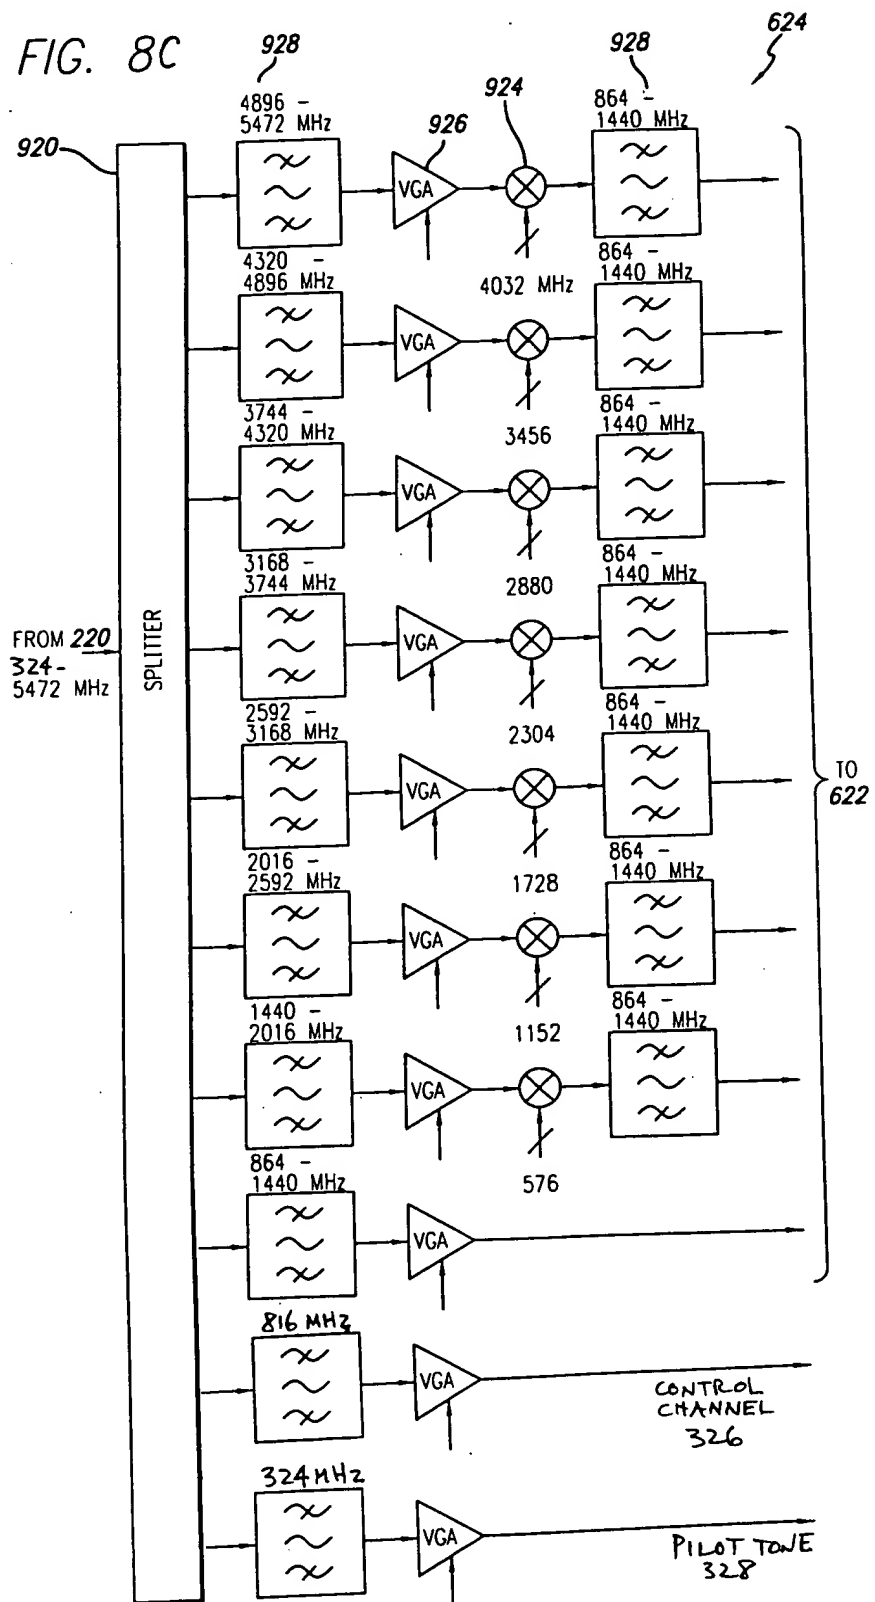 FIG. 8C
928
928
624
924
4896 -
5472 MHz
864 -
1440 MHz
920
926
VGA
4320 -
4896 MHz
4032 MHz
864 -
1440 MHz
VGA
3744 -
4320 MHz
3456
864 -
1440 MHz
VGA
3168 -
3744 MHz
2880
864 -
1440 MHz
VGA
FROM 220
324-
5472 MHz
SPLITTER
2592 -
3168 MHz
2304
864 -
1440 MHz
VGA
TO
622
2016 -
2592 MHz
1728
864 -
1440 MHz
VGA
1440 -
2016 MHz
1152
864 -
1440 MHz
VGA
864 -
1440 MHz
576
VGA
816 MHz
VGA
CONTROL
CHANNEL
326
324 MHz
VGA
PILOT TONE
328